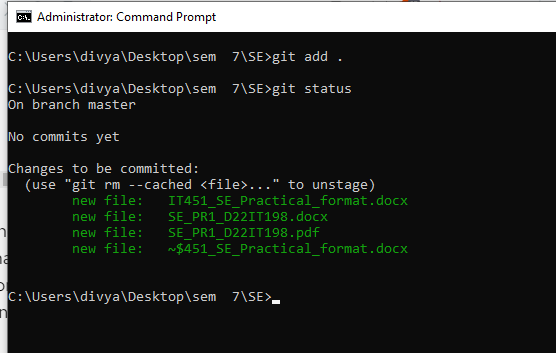 Administrator: Command Prompt
C:\Users\divya\Desktop\sem  7\SE>git add .
C:\Users\divya\Desktop\sem  7\SE>git status
On branch master
No commits yet
Changes to be committed:
  (use "git rm --cached <file>..." to unstage)
        new file:   IT451_SE_Practical_format.docx
        new file:   SE_PR1_D22IT198.docx
        new file:   SE_PR1_D22IT198.pdf
        new file:   ~$451_SE_Practical_format.docx
C:\Users\divya\Desktop\sem  7\SE>